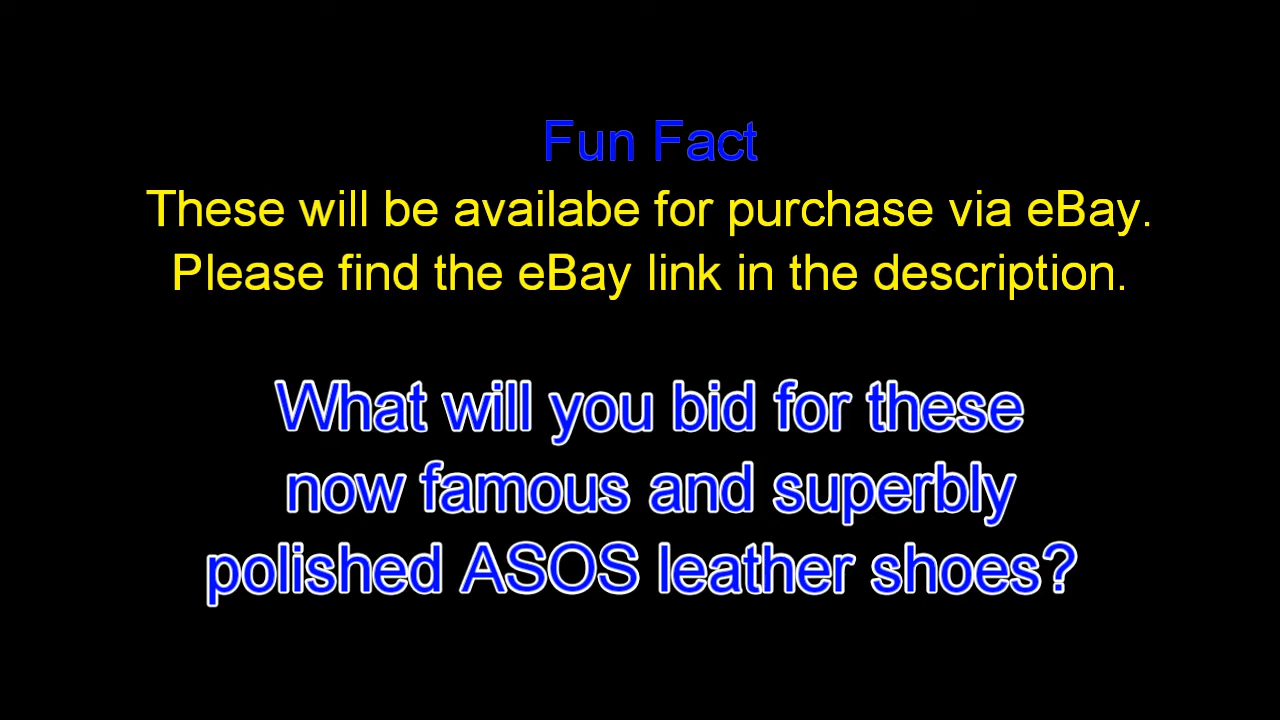 Fun Fact
These will be availabe for purchase via eBay.
Please find the eBay link in the description.
What will you bid for these
now famous and superbly
polished ASOS leather shoes?